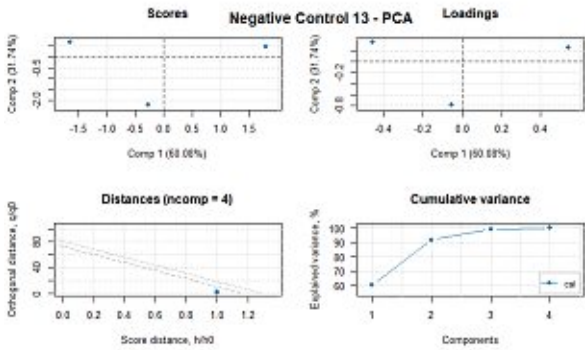 Negative Control 13 - PCA
Scores
Comp 2 (31.74%)
-0.5
-2.0
-1.5 -1.0 -0.5 0.0 0.5 1.0 1.5
Comp 1 (60.08%)
Loadings
Comp 2 (31.74%)
-0.2
-0.8
-0.4 -0.2 0.0 0.2 0.4
Comp 1 (60.08%)
Distances (ncomp = 4)
Orthogonal distance, q/q0
80
40
0
0.0 0.2 0.4 0.6 0.8 1.0 1.2
Score distance, h/h0
Cumulative variance
Explained variance, %
100
90
80
70
60
cal
1 2 3 4
Components